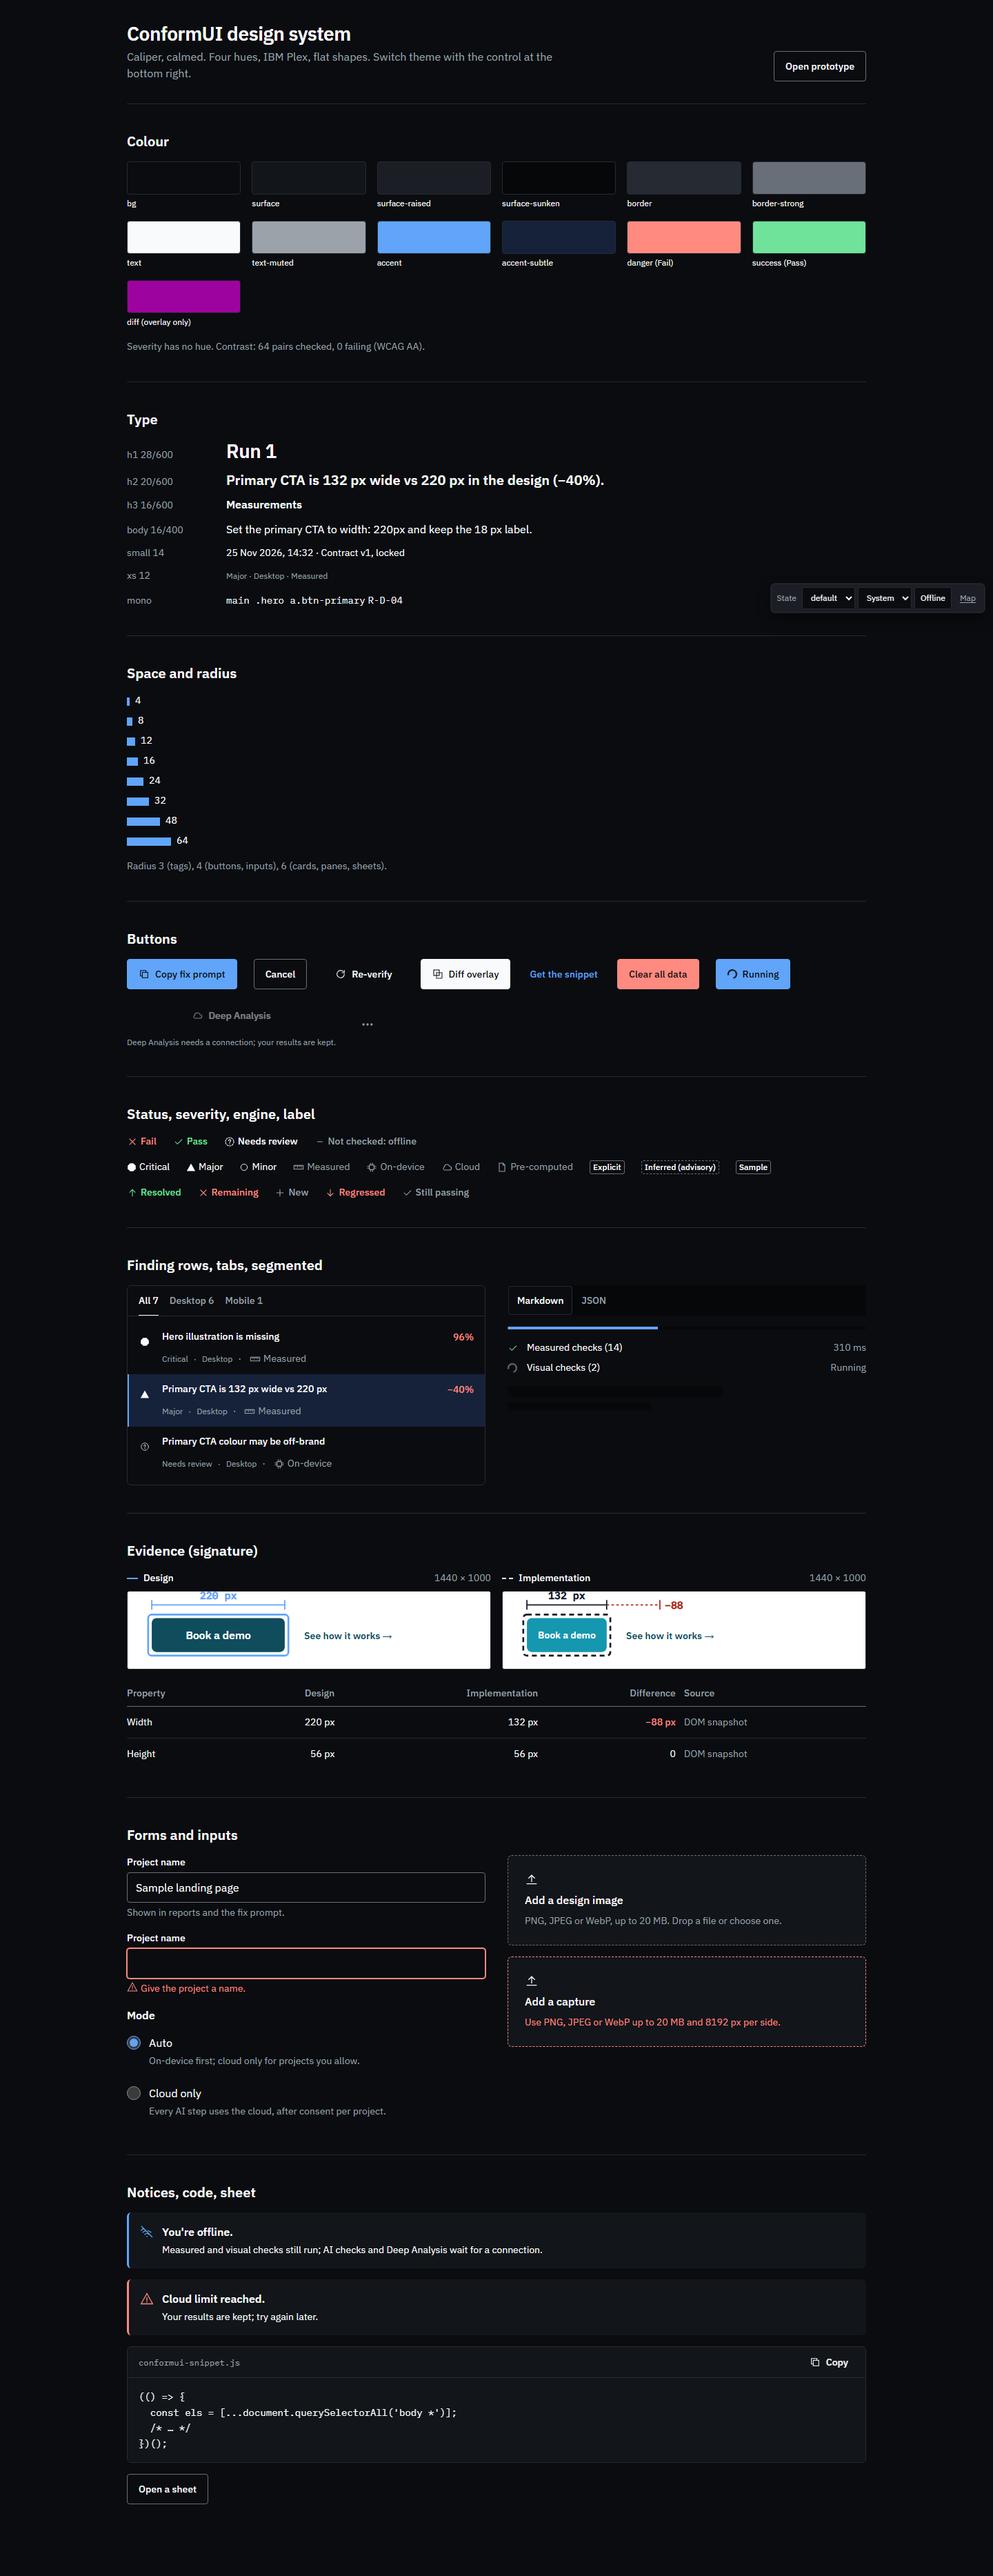 ConformUI design system
Caliper, calmed. Four hues, IBM Plex, flat shapes. Switch theme with the control at the
bottom right.
Open prototype
Colour
bg
surface
surface-raised
surface-sunken
border
border-strong
text
text-muted
accent
accent-subtle
danger (Fail)
success (Pass)
diff (overlay only)
Severity has no hue. Contrast: 64 pairs checked, 0 failing (WCAG AA).
Type
h1 28/600 Run 1
h2 20/600 Primary CTA is 132 px wide vs 220 px in the design (−40%).
h3 16/600 Measurements
body 16/400 Set the primary CTA to width: 220px and keep the 18 px label.
small 14 25 Nov 2026, 14:32 · Contract v1, locked
xs 12 Major · Desktop · Measured
mono main .hero a.btn-primary R-D-04
State default System Offline Map
Space and radius
4
8
12
16
24
32
48
64
Radius 3 (tags), 4 (buttons, inputs), 6 (cards, panes, sheets).
Buttons
Copy fix prompt
Cancel
Re-verify
Diff overlay
Get the snippet
Clear all data
Running
Deep Analysis
Deep Analysis needs a connection; your results are kept.
Status, severity, engine, label
Fail Pass Needs review Not checked: offline
Critical Major Minor Measured On-device Cloud Pre-computed Explicit Inferred (advisory) Sample
Resolved Remaining New Regressed Still passing
Finding rows, tabs, segmented
All 7 Desktop 6 Mobile 1
Hero illustration is missing 96%
Critical · Desktop · Measured
Primary CTA is 132 px wide vs 220 px −40%
Major · Desktop · Measured
Primary CTA colour may be off-brand
Needs review · Desktop · On-device
Markdown JSON
Measured checks (14) 310 ms
Visual checks (2) Running
Evidence (signature)
Design 1440 × 1000
220 px
Book a demo See how it works →
Implementation 1440 × 1000
132 px −88
Book a demo See how it works →
Property Design Implementation Difference Source
Width 220 px 132 px −88 px DOM snapshot
Height 56 px 56 px 0 DOM snapshot
Forms and inputs
Project name
Sample landing page
Shown in reports and the fix prompt.
Project name
Give the project a name.
Mode
Auto
On-device first; cloud only for projects you allow.
Cloud only
Every AI step uses the cloud, after consent per project.
Add a design image
PNG, JPEG or WebP, up to 20 MB. Drop a file or choose one.
Add a capture
Use PNG, JPEG or WebP up to 20 MB and 8192 px per side.
Notices, code, sheet
You're offline.
Measured and visual checks still run; AI checks and Deep Analysis wait for a connection.
Cloud limit reached.
Your results are kept; try again later.
conformui-snippet.js Copy
(() => {
const els = [...document.querySelectorAll('body *')];
/* … */
})();
Open a sheet